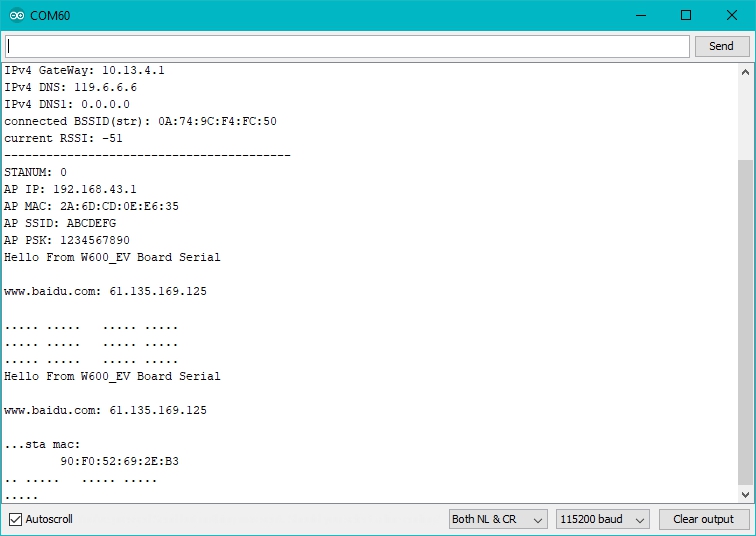 COM60
Send
IPv4 GateWay: 10.13.4.1
IPv4 DNS: 119.6.6.6
IPv4 DNS1: 0.0.0.0
connected BSSID(str): 0A:74:9C:F4:FC:50
current RSSI: -51
-----------------------------------------
STANUM: 0
AP IP: 192.168.43.1
AP MAC: 2A:6D:CD:0E:E6:35
AP SSID: ABCDEFG
AP PSK: 1234567890
Hello From W600_EV Board Serial
www.baidu.com: 61.135.169.125
..... .....   ..... .....
..... .....   ..... .....
..... .....   ..... .....
Hello From W600_EV Board Serial
www.baidu.com: 61.135.169.125
...sta mac:
90:F0:52:69:2E:B3
.. .....   ..... .....
.....
Autoscroll Both NL & CR 115200 baud Clear output